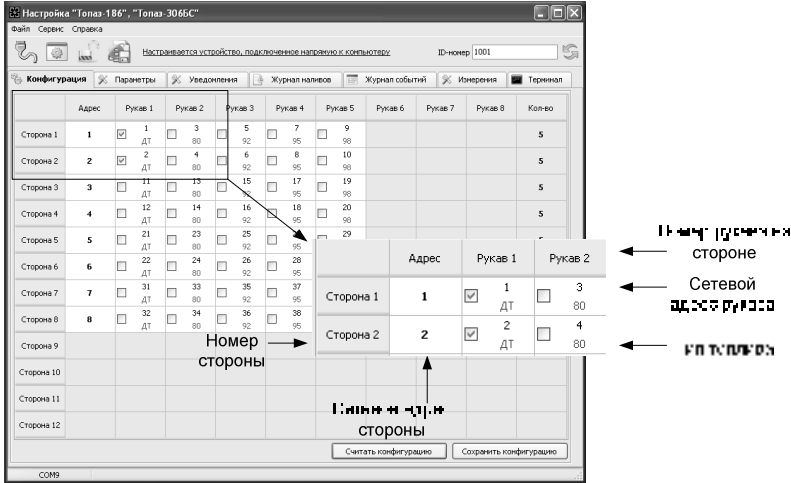 Настройка "Топаз-186", "Топаз-306БС"
Файл Сервис Справка
Настраивается устройство, подключенное напрямую к компьютеру ID-номер 1001
Конфигурация Параметры Уведомления Журнал наливов Журнал событий Измерения Терминал
Адрес Рукав 1 Рукав 2 Рукав 3 Рукав 4 Рукав 5 Рукав 6 Рукав 7 Рукав 8 Кол-во
Сторона 1 1 1 ДТ 3 80 5 92 7 95 9 98 5
Сторона 2 2 2 ДТ 4 80 6 92 8 95 10 98 5
Сторона 3 3 11 ДТ 13 80 15 92 17 95 19 98 5
Сторона 4 4 12 ДТ 14 80 16 92 18 95 20 98 5
Сторона 5 5 21 ДТ 23 80 25 92 95 29
Сторона 6 6 22 ДТ 24 80 26 92 28 95
Сторона 7 7 31 ДТ 33 80 35 92 37 95
Сторона 8 8 32 ДТ 34 80 36 92 38 95
Сторона 9
Сторона 10
Сторона 11
Сторона 12
Адрес Рукав 1 Рукав 2
Сторона 1 1 1 ДТ 3 80
Сторона 2 2 2 ДТ 4 80
стороне
Сетевой
Номер
стороны
стороны
Считать конфигурацию Сохранить конфигурацию
COM9